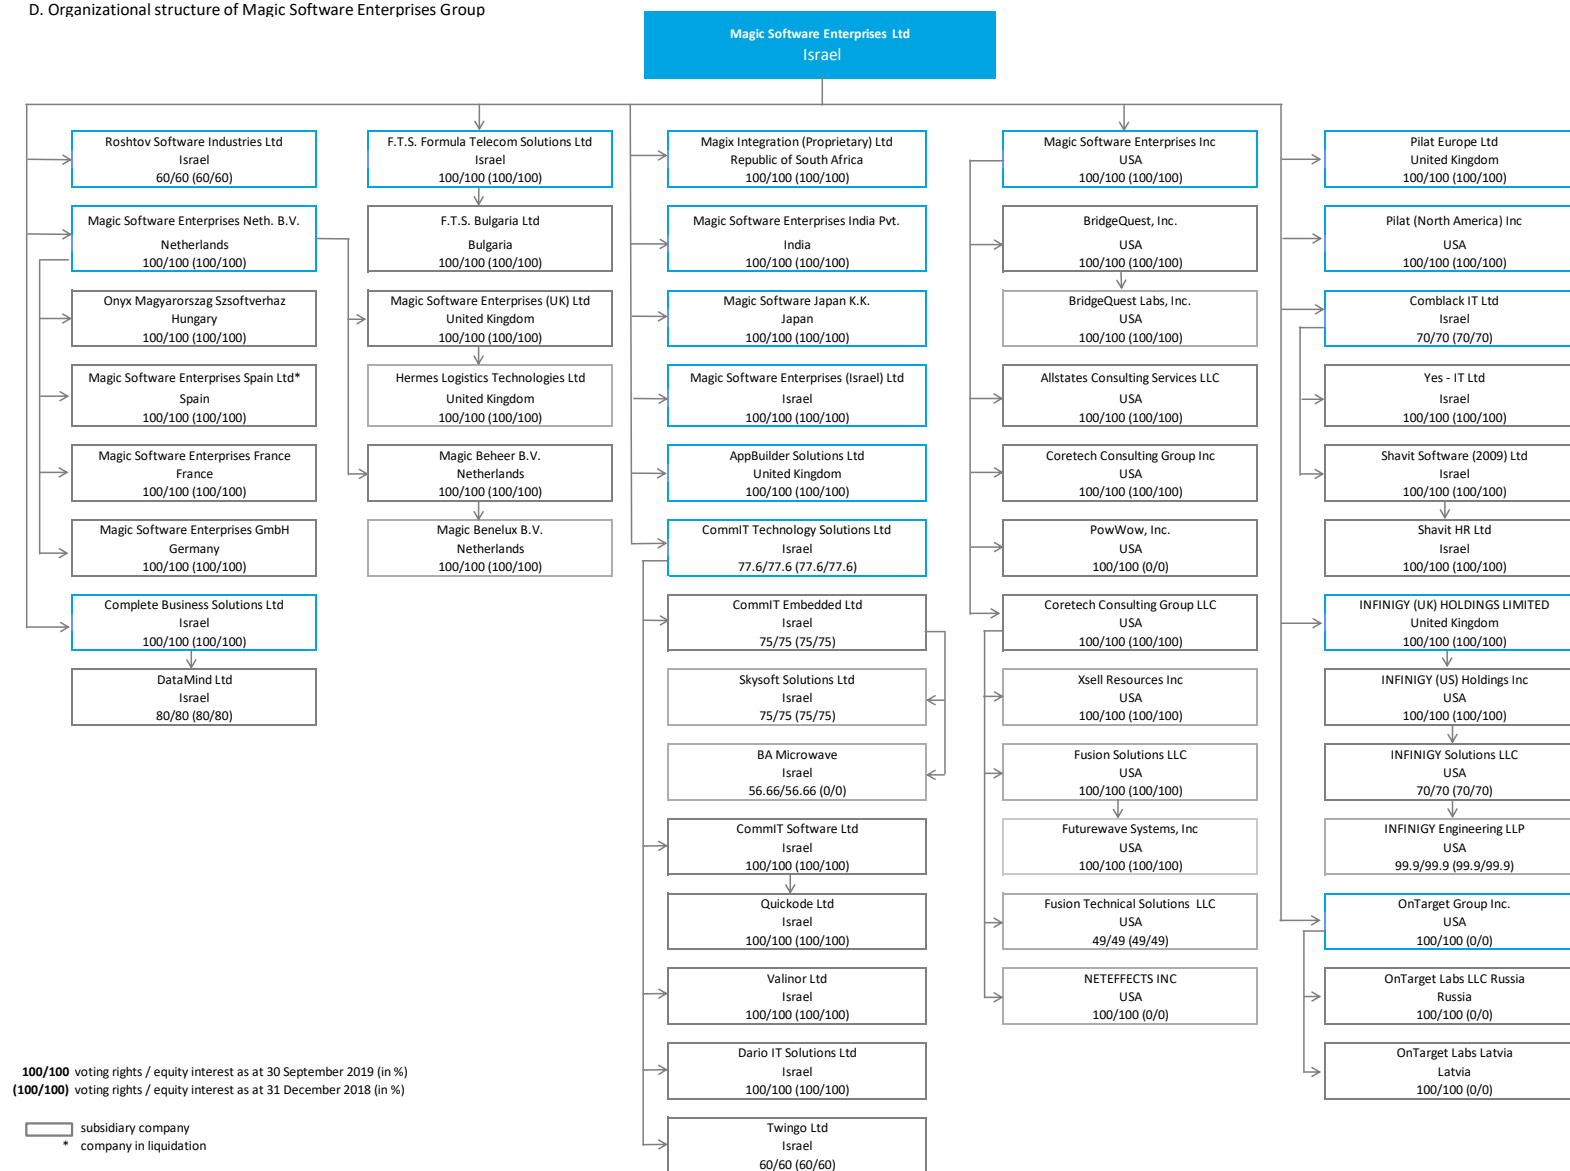 D. Organizational structure of Magic Software Enterprises Group
Magic Software Enterprises Ltd
Israel
Roshtov Software Industries Ltd
Israel
60/60 (60/60)
Magic Software Enterprises Neth. B.V.
Netherlands
100/100 (100/100)
Onyx Magyarorszag Szsoftverhaz
Hungary
100/100 (100/100)
Magic Software Enterprises Spain Ltd*
Spain
100/100 (100/100)
Magic Software Enterprises France
France
100/100 (100/100)
Magic Software Enterprises GmbH
Germany
100/100 (100/100)
Complete Business Solutions Ltd
Israel
100/100 (100/100)
DataMind Ltd
Israel
80/80 (80/80)
F.T.S. Formula Telecom Solutions Ltd
Israel
100/100 (100/100)
F.T.S. Bulgaria Ltd
Bulgaria
100/100 (100/100)
Magic Software Enterprises (UK) Ltd
United Kingdom
100/100 (100/100)
Hermes Logistics Technologies Ltd
United Kingdom
100/100 (100/100)
Magic Beheer B.V.
Netherlands
100/100 (100/100)
Magic Benelux B.V.
Netherlands
100/100 (100/100)
Magix Integration (Proprietary) Ltd
Republic of South Africa
100/100 (100/100)
Magic Software Enterprises India Pvt.
India
100/100 (100/100)
Magic Software Japan K.K.
Japan
100/100 (100/100)
Magic Software Enterprises (Israel) Ltd
Israel
100/100 (100/100)
AppBuilder Solutions Ltd
United Kingdom
100/100 (100/100)
CommIT Technology Solutions Ltd
Israel
77.6/77.6 (77.6/77.6)
CommIT Embedded Ltd
Israel
75/75 (75/75)
Skysoft Solutions Ltd
Israel
75/75 (75/75)
BA Microwave
Israel
56.66/56.66 (0/0)
CommIT Software Ltd
Israel
100/100 (100/100)
Quickode Ltd
Israel
100/100 (100/100)
Valinor Ltd
Israel
100/100 (100/100)
Dario IT Solutions Ltd
Israel
100/100 (100/100)
Twingo Ltd
Israel
60/60 (60/60)
Magic Software Enterprises Inc
USA
100/100 (100/100)
BridgeQuest, Inc.
USA
100/100 (100/100)
BridgeQuest Labs, Inc.
USA
100/100 (100/100)
Allstates Consulting Services LLC
USA
100/100 (100/100)
Coretech Consulting Group Inc
USA
100/100 (100/100)
PowWow, Inc.
USA
100/100 (0/0)
Coretech Consulting Group LLC
USA
100/100 (100/100)
Xsell Resources Inc
USA
100/100 (100/100)
Fusion Solutions LLC
USA
100/100 (100/100)
Futurewave Systems, Inc
USA
100/100 (100/100)
Fusion Technical Solutions LLC
USA
49/49 (49/49)
NETEFFECTS INC
USA
100/100 (0/0)
Pilat Europe Ltd
United Kingdom
100/100 (100/100)
Pilat (North America) Inc
USA
100/100 (100/100)
Comblack IT Ltd
Israel
70/70 (70/70)
Yes - IT Ltd
Israel
100/100 (100/100)
Shavit Software (2009) Ltd
Israel
100/100 (100/100)
Shavit HR Ltd
Israel
100/100 (100/100)
INFINIGY (UK) HOLDINGS LIMITED
United Kingdom
100/100 (100/100)
INFINIGY (US) Holdings Inc
USA
100/100 (100/100)
INFINIGY Solutions LLC
USA
70/70 (70/70)
INFINIGY Engineering LLP
USA
99.9/99.9 (99.9/99.9)
OnTarget Group Inc.
USA
100/100 (0/0)
OnTarget Labs LLC Russia
Russia
100/100 (0/0)
OnTarget Labs Latvia
Latvia
100/100 (0/0)
100/100 voting rights / equity interest as at 30 September 2019 (in %)
(100/100) voting rights / equity interest as at 31 December 2018 (in %)
subsidiary company
* company in liquidation